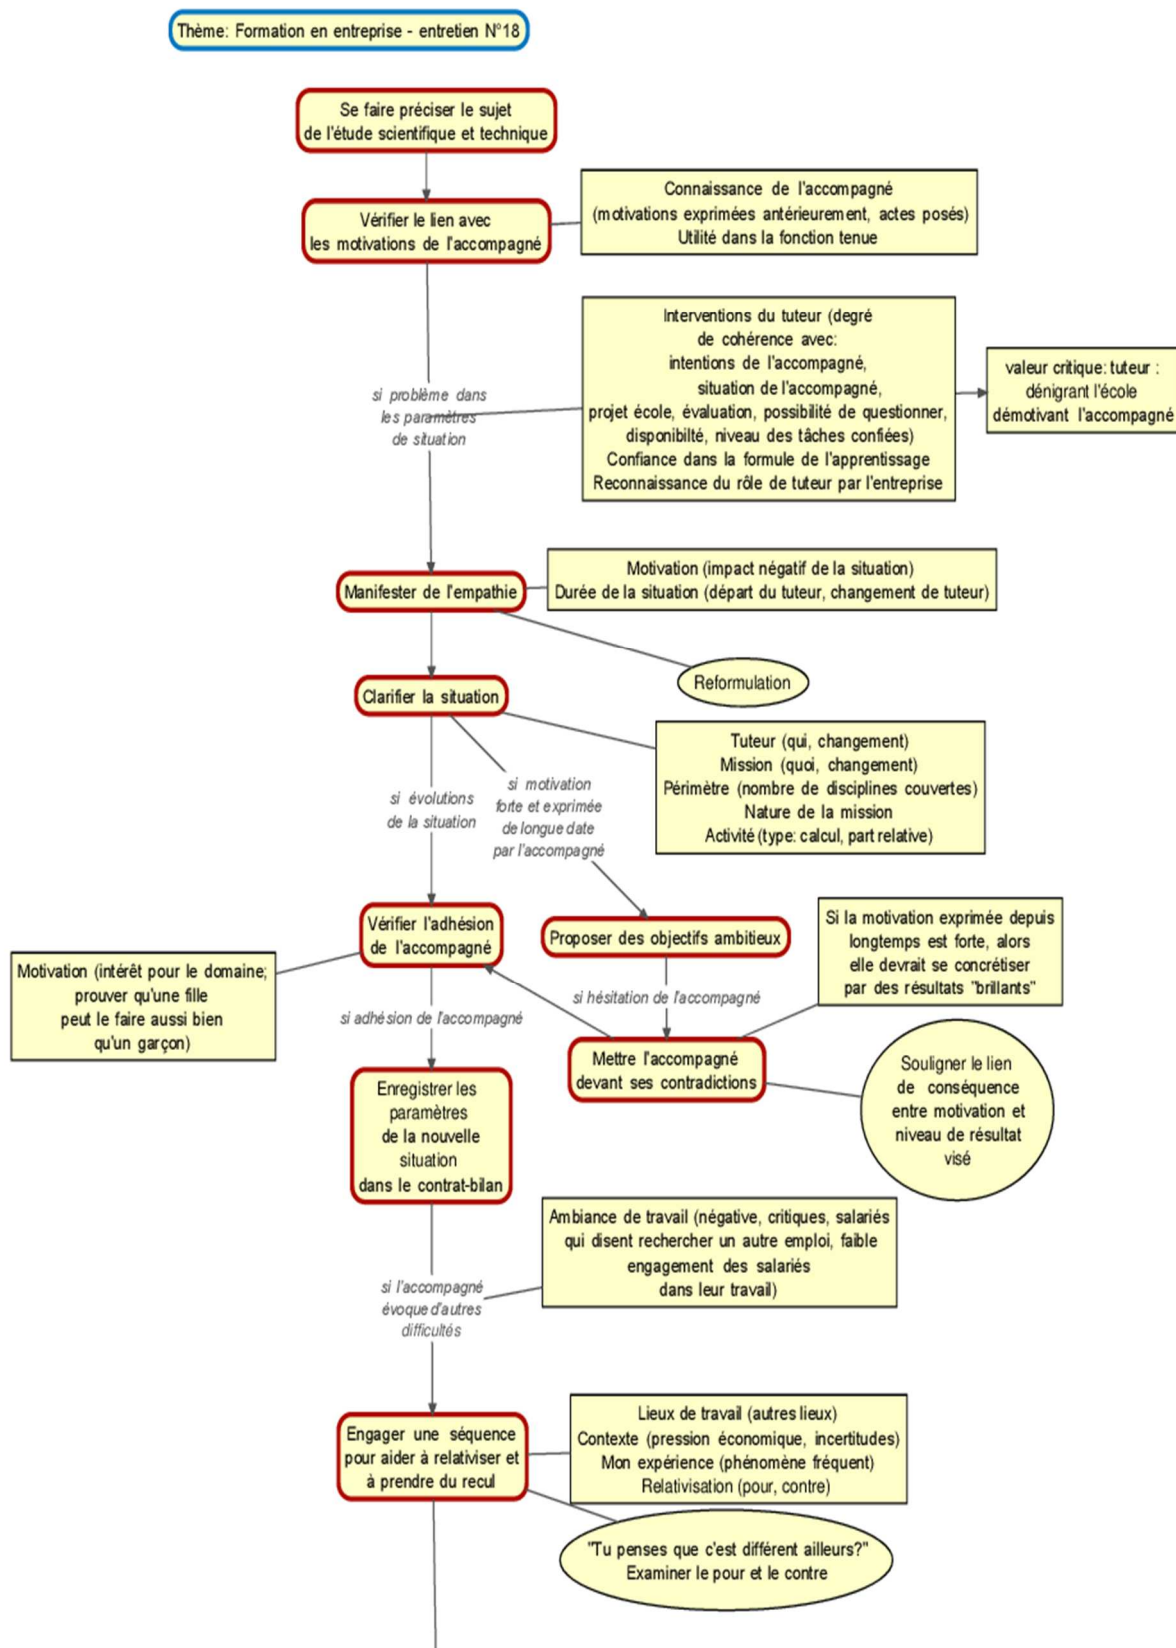 Thème: Formation en entreprise - entretien N°18
Se faire préciser le sujet
de l'étude scientifique et technique
Connaissance de l'accompagné
(motivations exprimées antérieurement, actes posés)
Utilité dans la fonction tenue
Vérifier le lien avec
les motivations de l'accompagné
Interventions du tuteur (degré
de cohérence avec:
intentions de l'accompagné,
situation de l'accompagné,
projet école, évaluation, possibilité de questionner,
disponibilté, niveau des tâches confiées)
Confiance dans la formule de l'apprentissage
Reconnaissance du rôle de tuteur par l'entreprise
valeur critique: tuteur :
dénigrant l'école
démotivant l'accompagné
si problème dans
les paramètres
de situation
Manifester de l'empathie
Motivation (impact négatif de la situation)
Durée de la situation (départ du tuteur, changement de tuteur)
Reformulation
Clarifier la situation
Tuteur (qui, changement)
Mission (quoi, changement)
Périmètre (nombre de disciplines couvertes)
Nature de la mission
Activité (type: calcul, part relative)
si évolutions
de la situation
si motivation
forte et exprimée
de longue date
par l'accompagné
Vérifier l'adhésion
de l'accompagné
Proposer des objectifs ambitieux
Si la motivation exprimée depuis
longtemps est forte, alors
elle devrait se concrétiser
par des résultats "brillants"
Motivation (intérêt pour le domaine;
prouver qu'une fille
peut le faire aussi bien
qu'un garçon)
si adhésion de l'accompagné
si hésitation de l'accompagné
Mettre l'accompagné
devant ses contradictions
Souligner le lien
de conséquence
entre motivation et
niveau de résultat
visé
Enregistrer les
paramètres
de la nouvelle
situation
dans le contrat-bilan
Ambiance de travail (négative, critiques, salariés
qui disent rechercher un autre emploi, faible
engagement des salariés
dans leur travail)
si l'accompagné
évoque d'autres
difficultés
Engager une séquence
pour aider à relativiser et
à prendre du recul
Lieux de travail (autres lieux)
Contexte (pression économique, incertitudes)
Mon expérience (phénomène fréquent)
Relativisation (pour, contre)
"Tu penses que c'est différent ailleurs?"
Examiner le pour et le contre